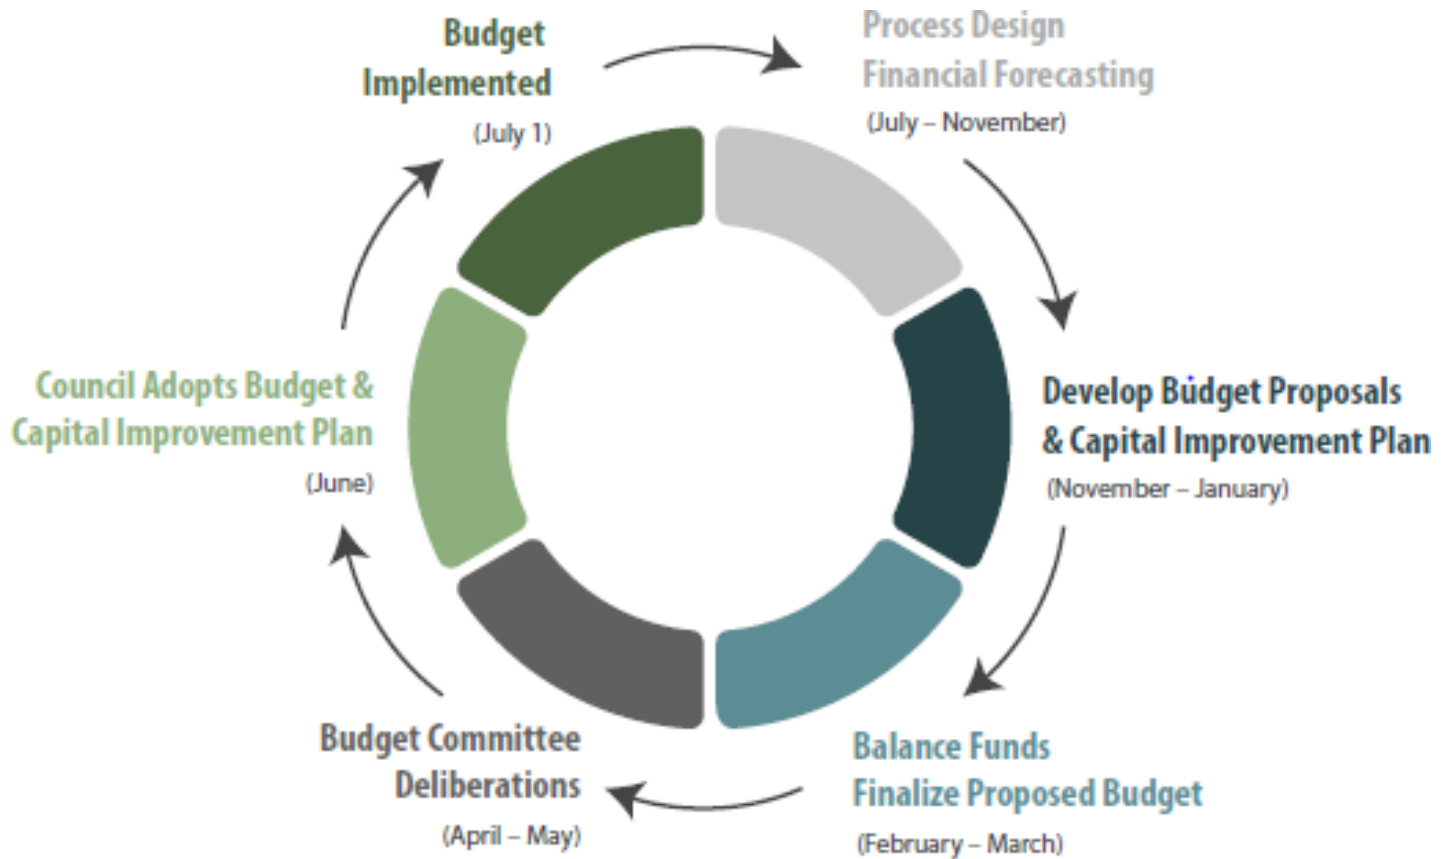 Budget
Implemented
(July 1)
Process Design
Financial Forecasting
(July – November)
Develop Budget Proposals
& Capital Improvement Plan
(November – January)
Balance Funds
Finalize Proposed Budget
(February – March)
Budget Committee
Deliberations
(April – May)
Council Adopts Budget &
Capital Improvement Plan
(June)